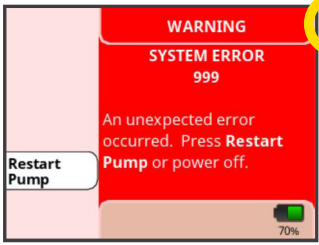 WARNING
SYSTEM ERROR
999
An unexpected error
occurred. Press Restart
Pump or power off.
Restart
Pump
70%